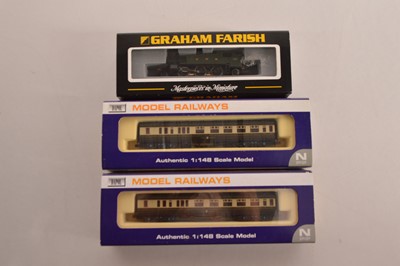 GRAHAM FARISH
Masterpieces in Miniature
MODEL RAILWAYS
Authentic 1:148 Scale Model
N
MODEL RAILWAYS
Authentic 1:148 Scale Model
N